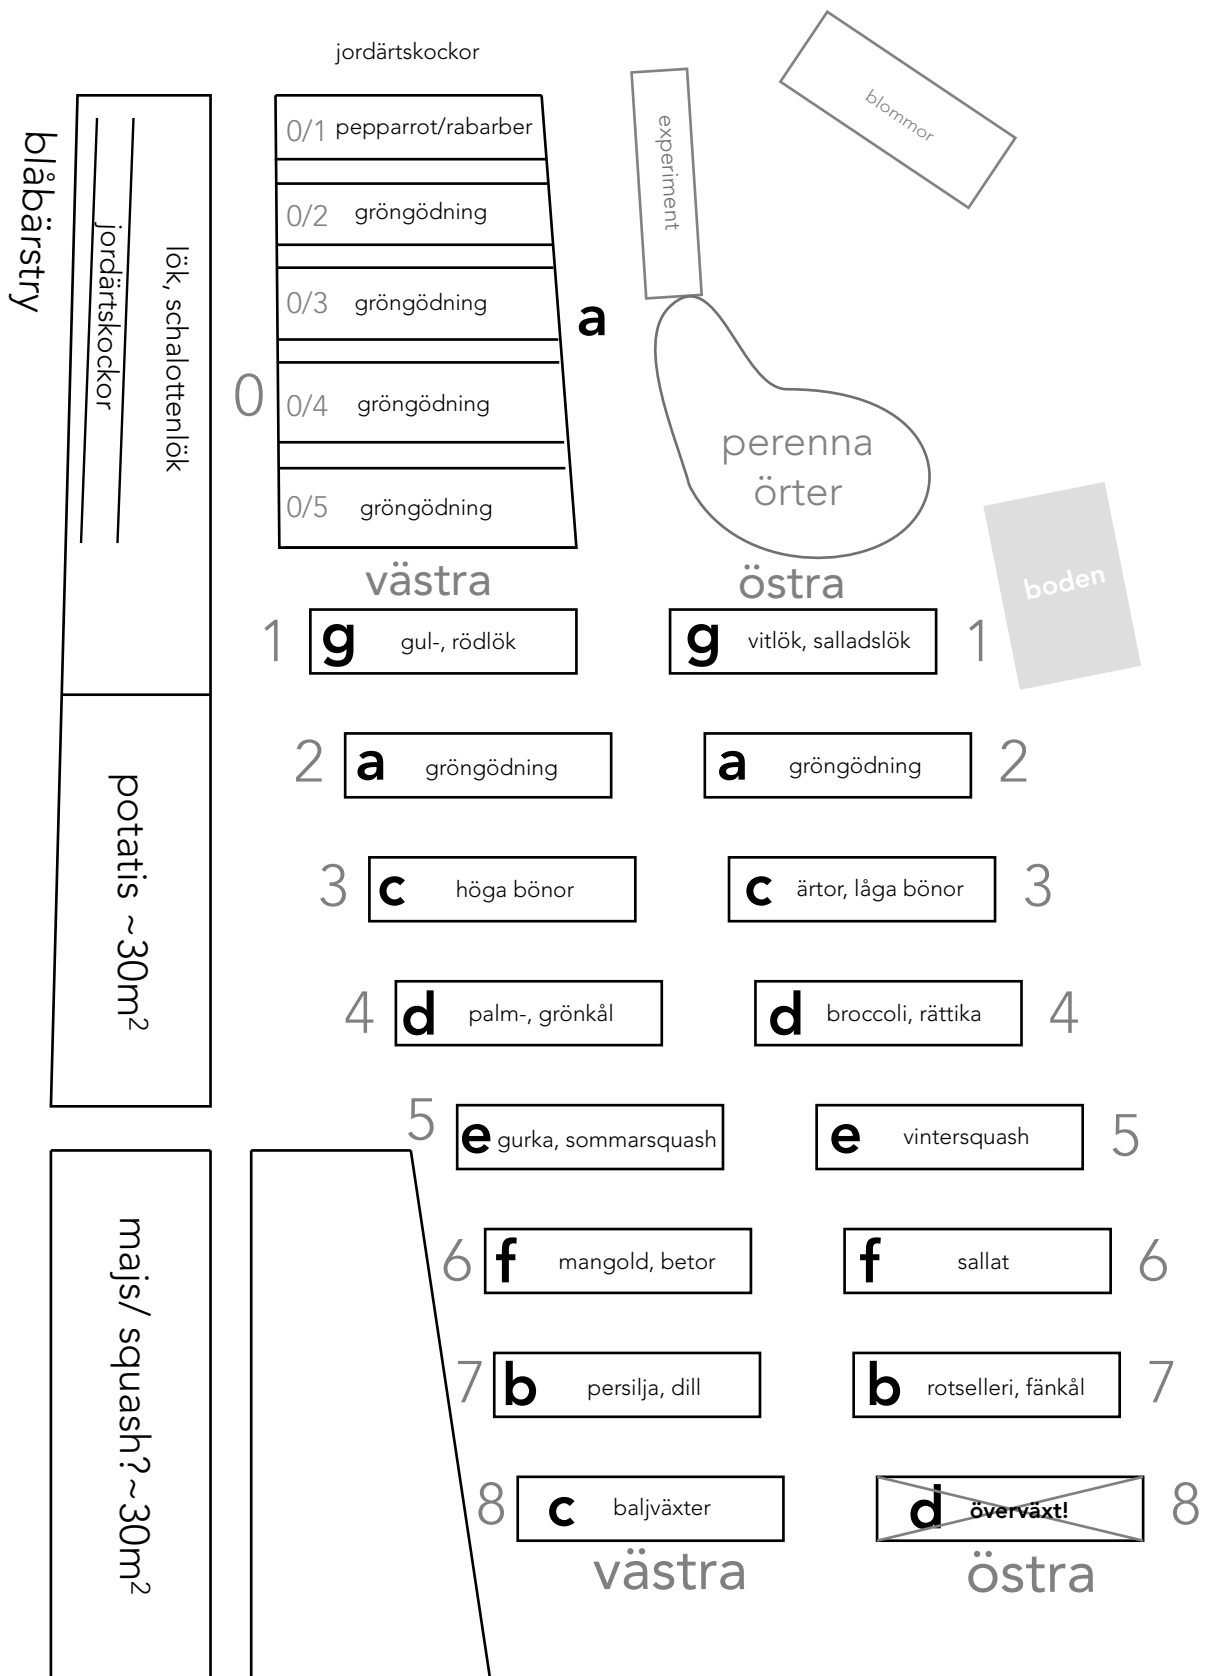 jordärtskockor
blåbärstry
jordärtskockor
lök, schalottenlök
0
0/1 pepparrot/rabarber
0/2 gröngödning
0/3 gröngödning
0/4 gröngödning
0/5 gröngödning
a
experiment
blommor
perenna
örter
boden
västra
östra
1 g gul-, rödlök
g vitlök, salladslök 1
2 a gröngödning
a gröngödning 2
3 c höga bönor
c ärtor, låga bönor 3
4 d palm-, grönkål
d broccoli, rättika 4
5 e gurka, sommarsquash
e vintersquash 5
6 f mangold, betor
f sallat 6
7 b persilja, dill
b rotselleri, fänkål 7
8 c baljväxter
d överväxt! 8
västra
östra
potatis ~30m²
majs/ squash?~30m²